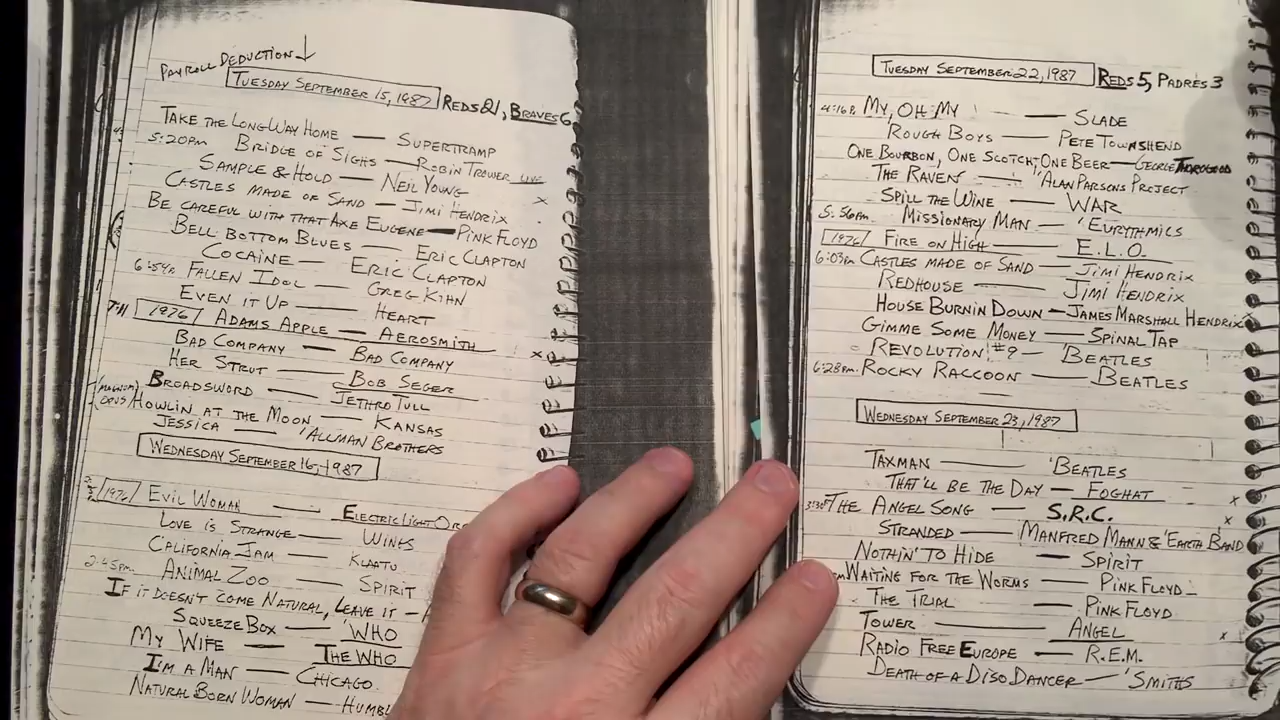 PAYROLL DEDUCTION ↓
TUESDAY SEPTEMBER 15, 1987 REDS 21, BRAVES 6
TAKE THE LONG WAY HOME — SUPERTRAMP
5:20PM BRIDGE OF SIGHS — ROBIN TROWER LIVE
SAMPLE & HOLD — NEIL YOUNG
CASTLES MADE OF SAND — JIMI HENDRIX X
BE CAREFUL WITH THAT AXE EUGENE — PINK FLOYD
BELL BOTTOM BLUES — ERIC CLAPTON
COCAINE — ERIC CLAPTON
6:54PM FALLEN IDOL — GREG KIHN
EVEN IT UP — HEART
1976 ADAMS APPLE — AEROSMITH
BAD COMPANY — BAD COMPANY X
HER STRUT — BOB SEGER
BROADSWORD — JETHRO TULL
(MAGNUM OPUS) HOWLIN AT THE MOON — KANSAS
JESSICA — 'ALLMAN BROTHERS
WEDNESDAY SEPTEMBER 16, 1987
1976 EVIL WOMAN — ELECTRIC LIGHT
LOVE IS STRANGE — WINGS
CALIFORNIA JAM — KLAATU
2:45PM. ANIMAL ZOO — SPIRIT
IF IT DOESN'T COME NATURAL, LEAVE IT —
SQUEEZE BOX — 'WHO
MY WIFE — THE WHO
I'M A MAN — CHICAGO
NATURAL BORN WOMAN — HUMBL
TUESDAY SEPTEMBER 22, 1987 REDS 5, PADRES 3
4:16P. MY, OH MY — SLADE
ROUGH BOYS — PETE TOWNSHEND
ONE BOURBON, ONE SCOTCH, ONE BEER — GEORGE THOROGOOD
THE RAVEN — 'ALAN PARSONS PROJECT
SPILL THE WINE — WAR
5:56PM. MISSIONARY MAN — 'EURYTHMICS
1976 FIRE ON HIGH — E.L.O.
6:03PM CASTLES MADE OF SAND — JIMI HENDRIX
REDHOUSE — JIMI HENDRIX
HOUSE BURNIN DOWN — JAMES MARSHALL HENDRIX
GIMME SOME MONEY — SPINAL TAP
REVOLUTION #9 — 'BEATLES
6:28PM. ROCKY RACCOON — BEATLES
WEDNESDAY SEPTEMBER 23, 1987
TAXMAN — 'BEATLES
THAT'LL BE THE DAY — FOGHAT
THE ANGEL SONG — S.R.C. X
STRANDED — MANFRED MANN & 'EARTH BAND X
NOTHIN' TO HIDE — SPIRIT
WAITING FOR THE WORMS — PINK FLOYD
THE TRIAL — PINK FLOYD
TOWER — ANGEL
RADIO FREE EUROPE — R.E.M. X
DEATH OF A DISO DANCER — 'SMITHS